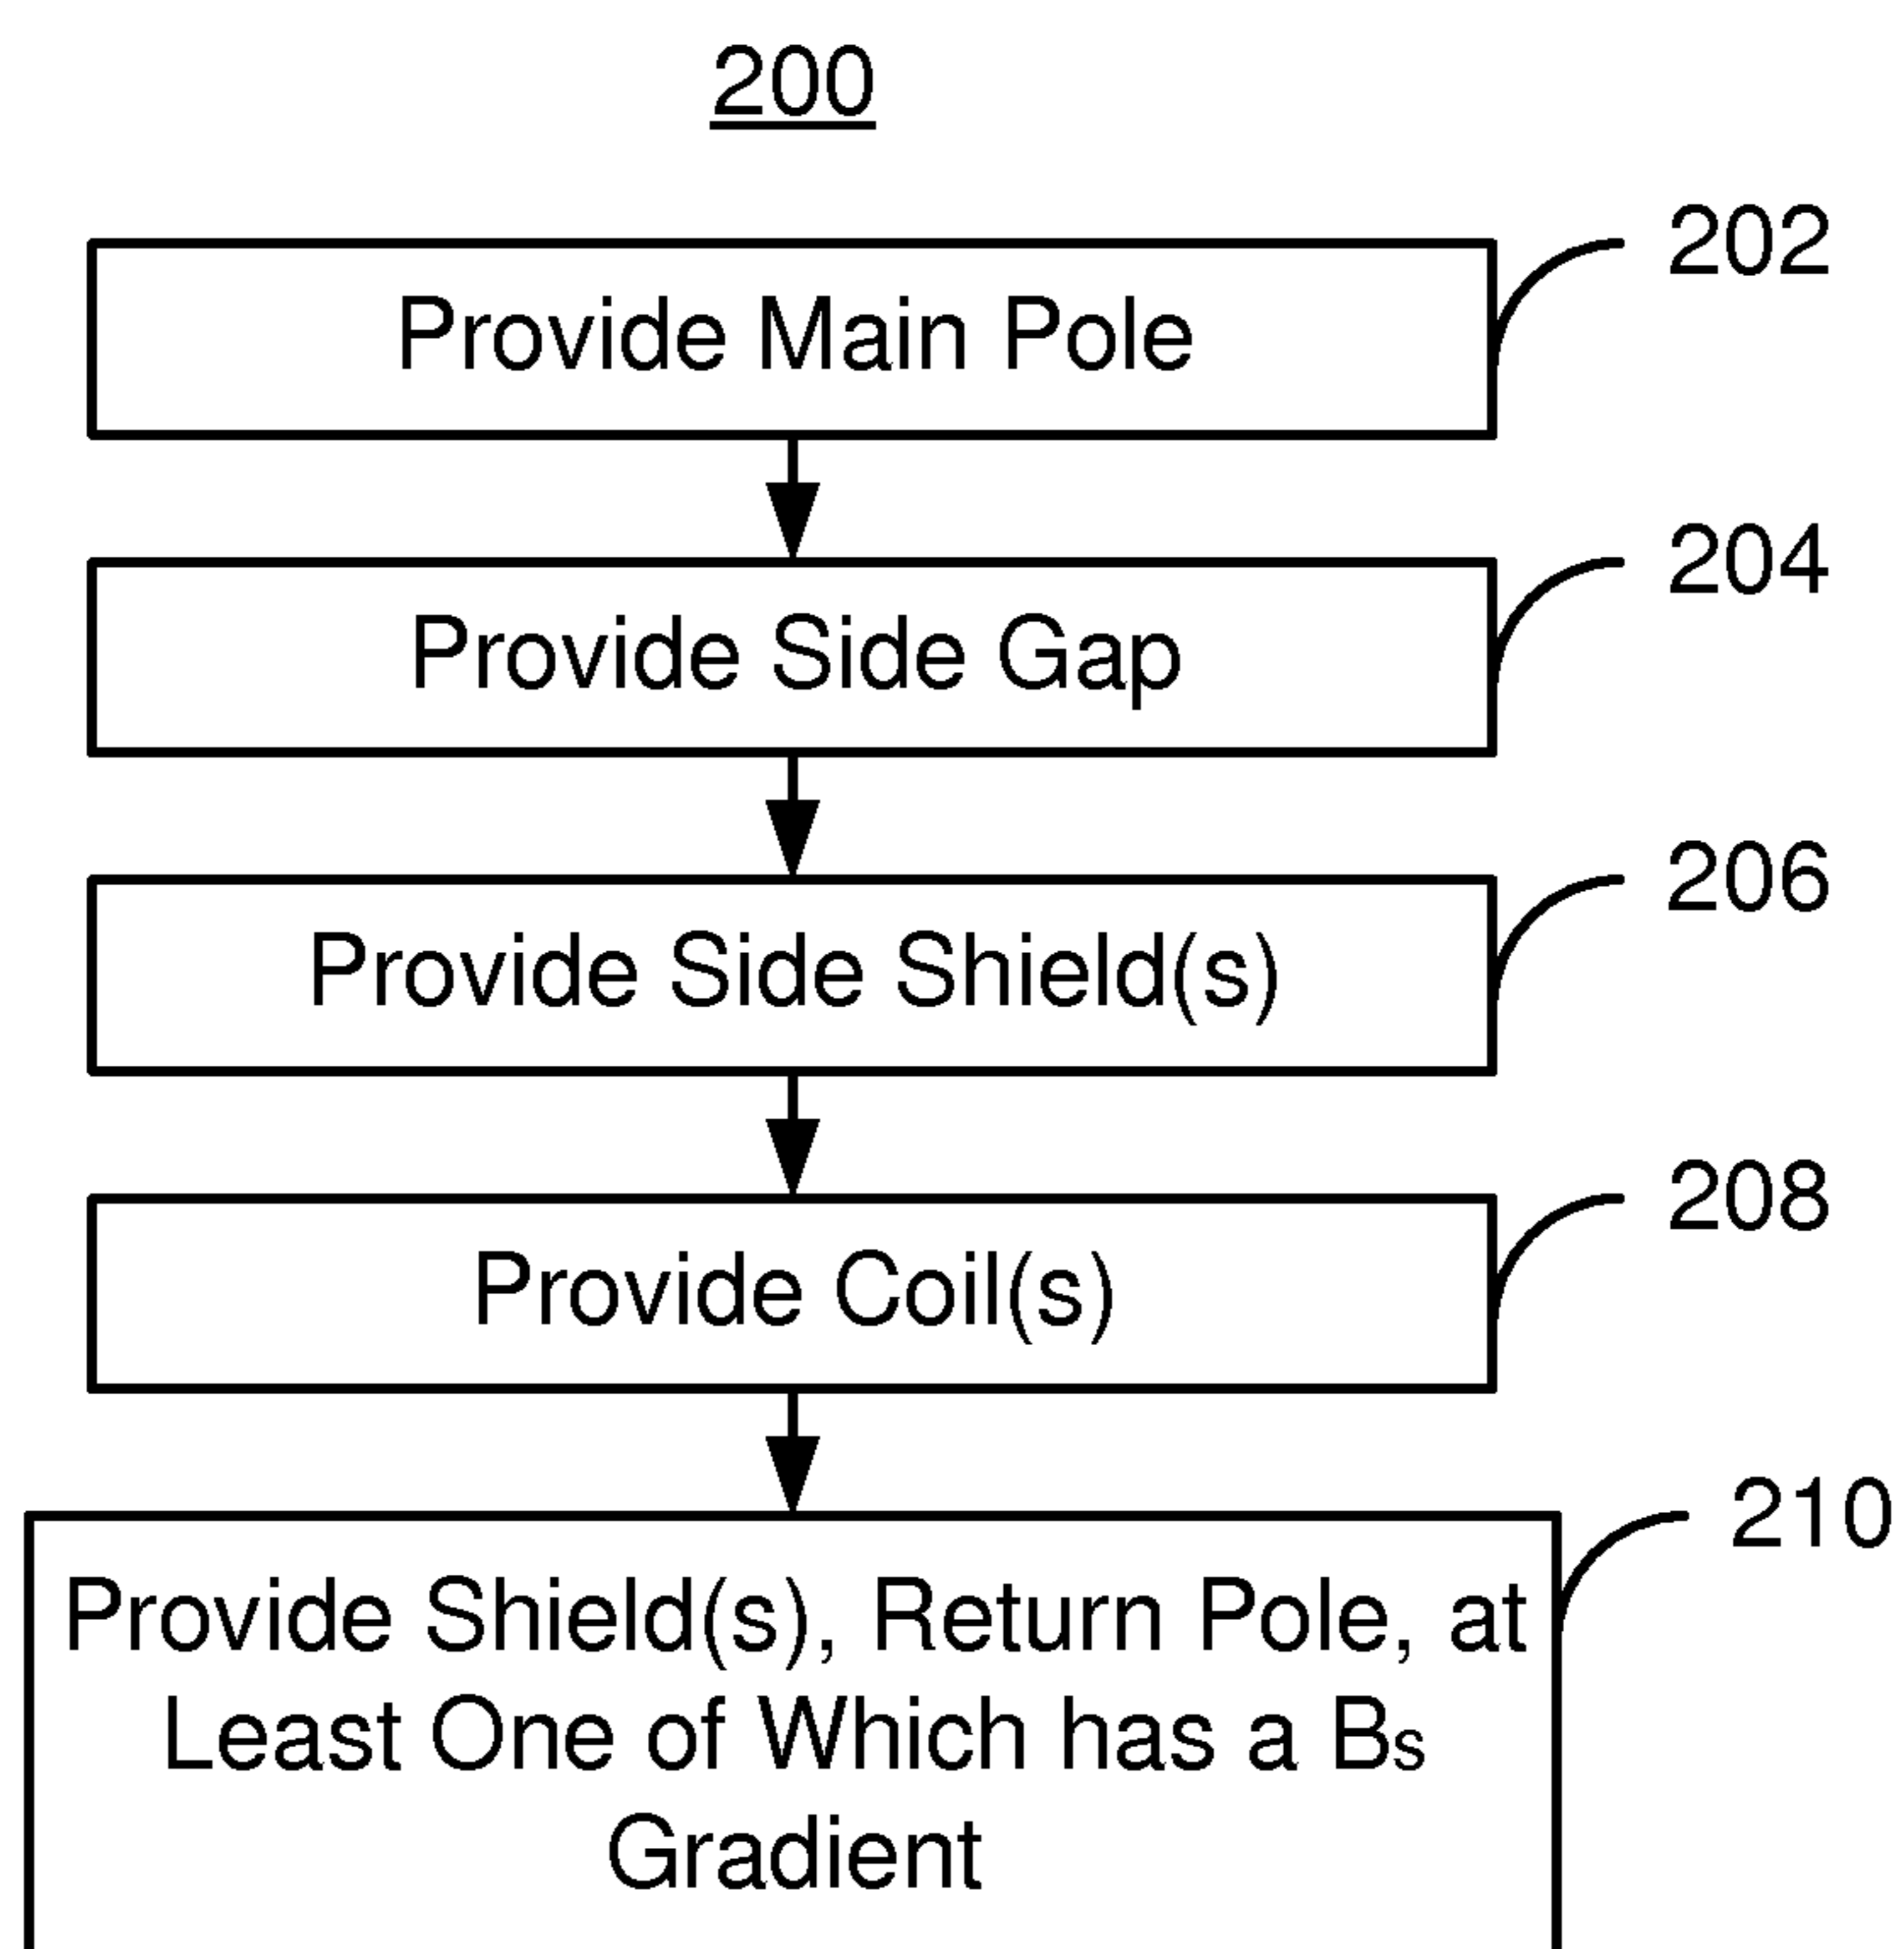 200
Provide Main Pole
202
Provide Side Gap
204
Provide Side Shield(s)
206
Provide Coil(s)
208
Provide Shield(s), Return Pole, at
Least One of Which has a Bs
Gradient
210